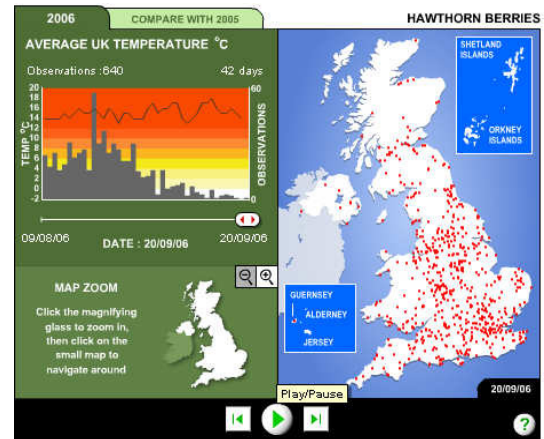 2006
COMPARE WITH 2005
HAWTHORN BERRIES
AVERAGE UK TEMPERATURE °C
Observations :640
42 days
20
18
16
14
12
10
8
6
4
2
0
-2
TEMP °C
60
0
OBSERVATIONS
09/08/06
DATE : 20/09/06
20/09/06
MAP ZOOM
Click the magnifying
glass to zoom in,
then click on the
small map to
navigate around
SHETLAND
ISLANDS
ORKNEY
ISLANDS
GUERNSEY
ALDERNEY
JERSEY
20/09/06
Play/Pause
?